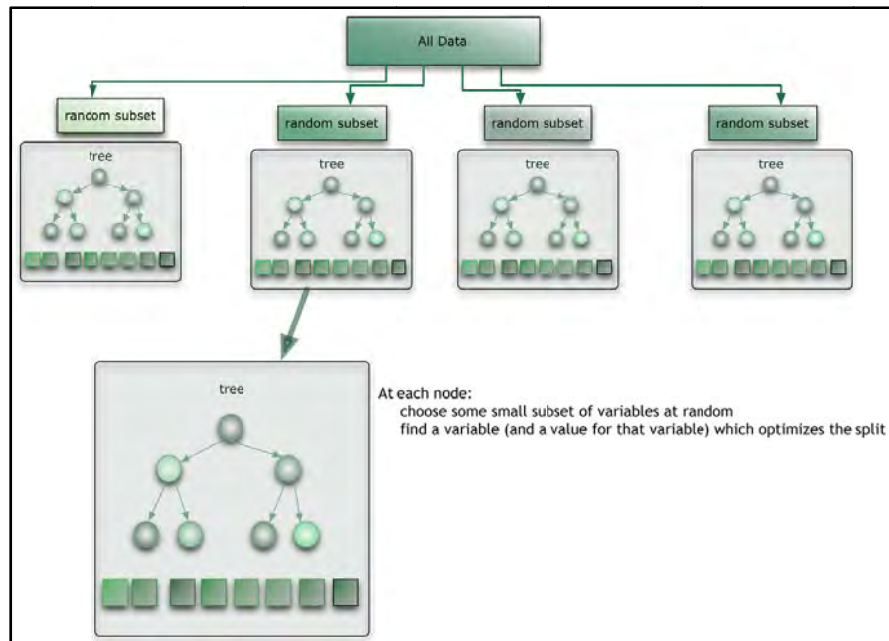 All Data
rancom subset
random subset
random subset
random subset
tree
tree
tree
tree
tree
At each node:
choose some small subset of variables at random
find a variable (and a value for that variable) which optimizes the split